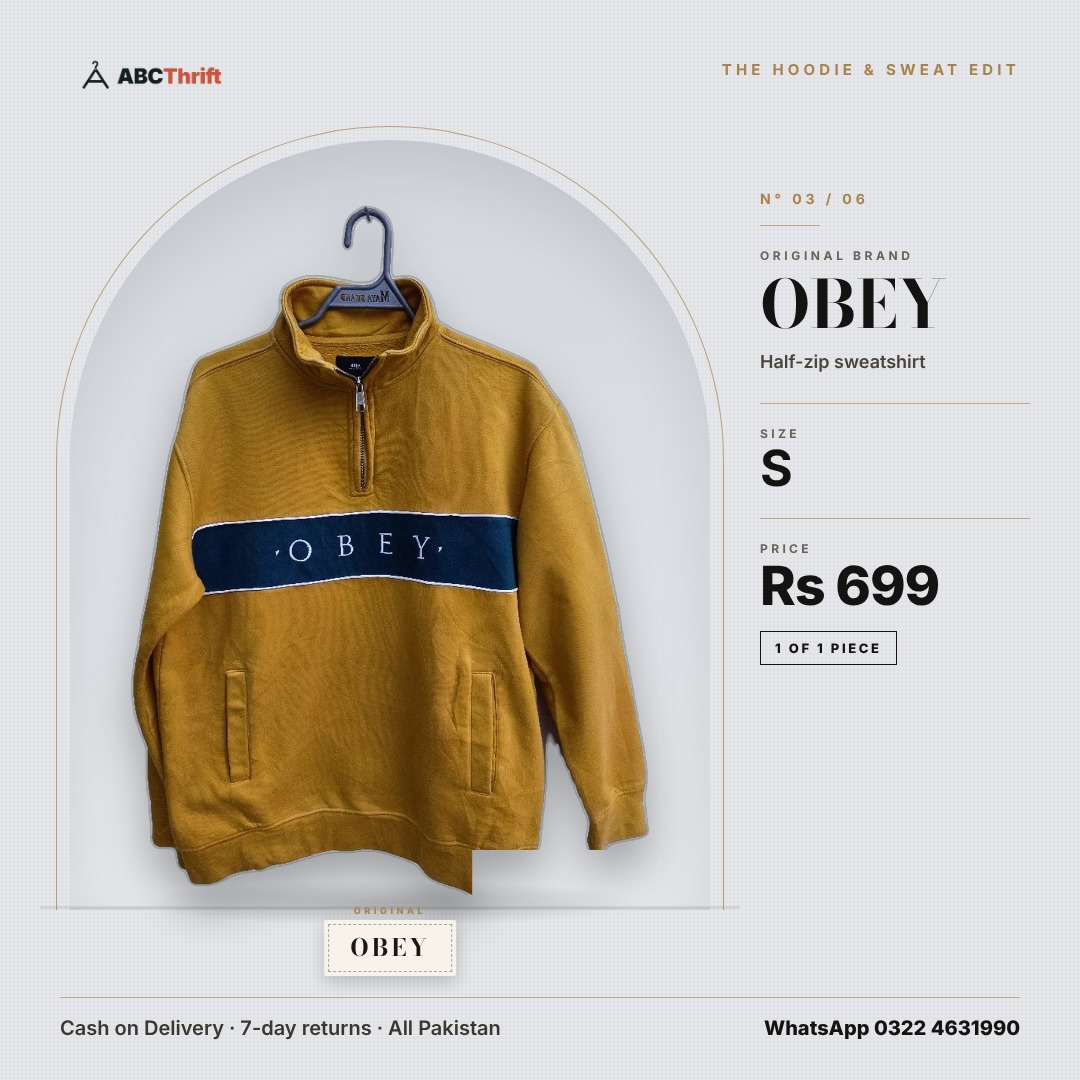 ABCThrift
THE HOODIE & SWEAT EDIT
N° 03 / 06
ORIGINAL BRAND
OBEY
Half-zip sweatshirt
SIZE
S
PRICE
Rs 699
1 OF 1 PIECE
OBEY
ORIGINAL
OBEY
Cash on Delivery · 7-day returns · All Pakistan
WhatsApp 0322 4631990